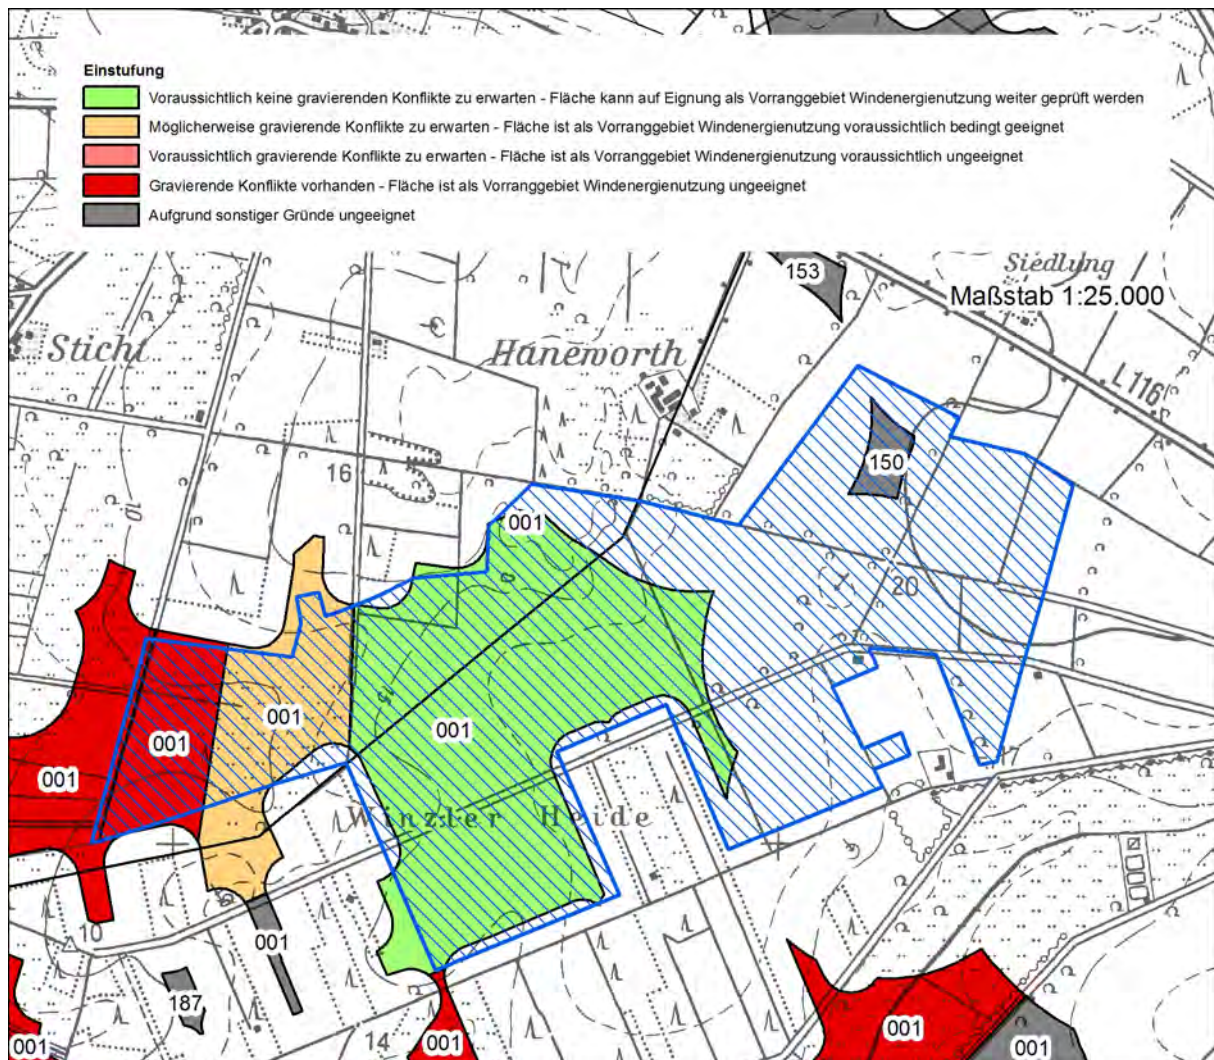 Einstufung
Voraussichtlich keine gravierenden Konflikte zu erwarten - Fläche kann auf Eignung als Vorranggebiet Windenergienutzung weiter geprüft werden
Möglicherweise gravierende Konflikte zu erwarten - Fläche ist als Vorranggebiet Windenergienutzung voraussichtlich bedingt geeignet
Voraussichtlich gravierende Konflikte zu erwarten - Fläche ist als Vorranggebiet Windenergienutzung voraussichtlich ungeeignet
Gravierende Konflikte vorhanden - Fläche ist als Vorranggebiet Windenergienutzung ungeeignet
Aufgrund sonstiger Gründe ungeeignet
153
Siedlung
Maßstab 1:25.000
Sticht
Haneworth
L 116
150
16
10
001
20
001
001
001
001
15
17
Winzler Heide
10
001
187
14
001
001
001
001